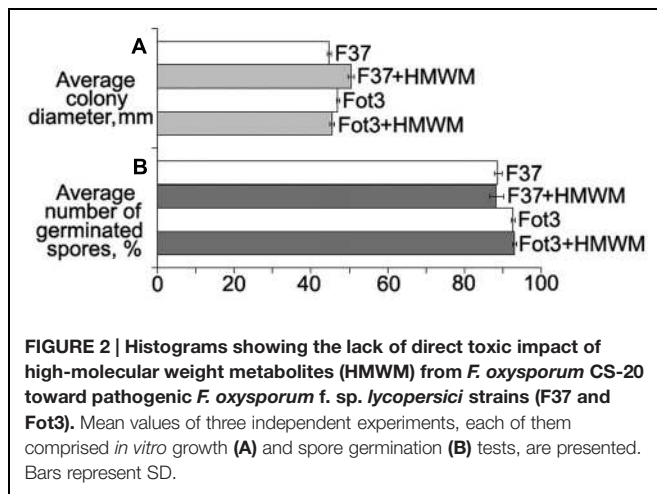 A
Average
colony
diameter, mm
F37
F37+HMWM
Fot3
Fot3+HMWM
B
Average
number of
germinated
spores, %
F37
F37+HMWM
Fot3
Fot3+HMWM
0 20 40 60 80 100
FIGURE 2 | Histograms showing the lack of direct toxic impact of
high-molecular weight metabolites (HMWM) from F. oxysporum CS-20
toward pathogenic F. oxysporum f. sp. lycopersici strains (F37 and
Fot3). Mean values of three independent experiments, each of them
comprised in vitro growth (A) and spore germination (B) tests, are presented.
Bars represent SD.